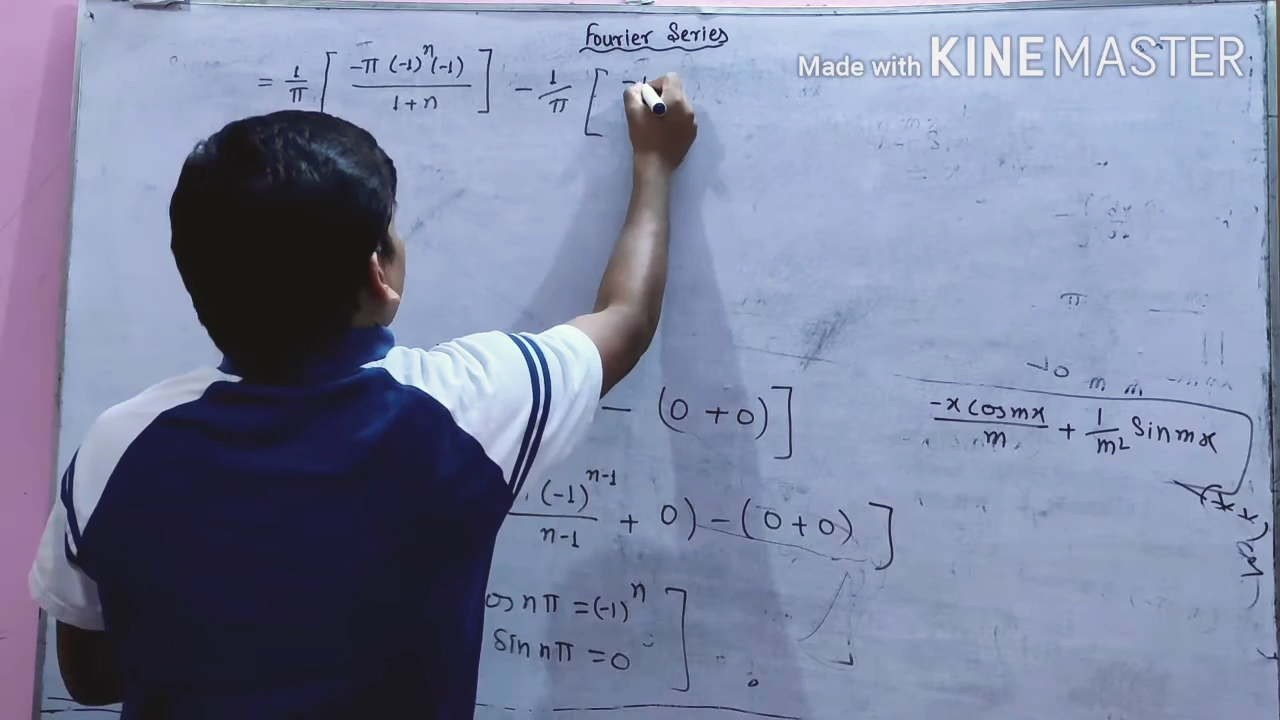 Fourier Series
Made with KINEMASTER
= 1/π [ -π (-1)^n (-1) / 1+n ] - 1/π [ -
- (0 + 0) ]
-x cos mx / m + 1/m² Sin mx
(-1)^n-1 / n-1 + 0) - (0 + 0) ]
os nπ = (-1)^n
Sin nπ = 0 ]